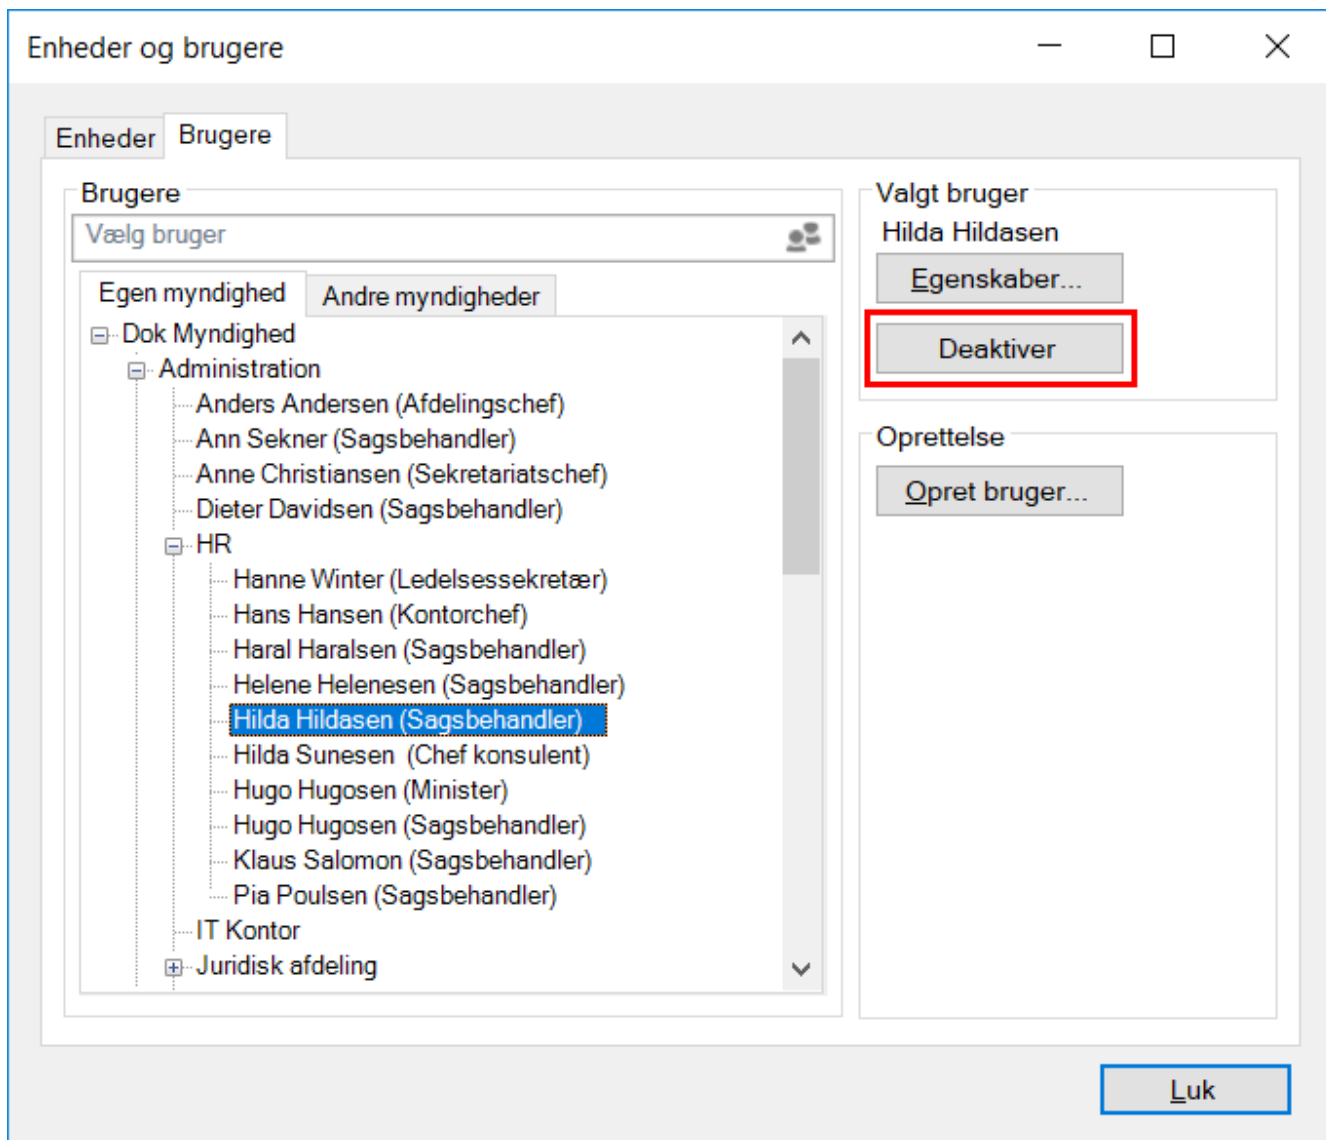 Enheder og brugere
Enheder
Brugere
Brugere
Vælg bruger
Egen myndighed
Andre myndigheder
Dok Myndighed
Administration
Anders Andersen (Afdelingschef)
Ann Sekner (Sagsbehandler)
Anne Christiansen (Sekretariatschef)
Dieter Davidsen (Sagsbehandler)
HR
Hanne Winter (Ledelsessekretær)
Hans Hansen (Kontorchef)
Haral Haralsen (Sagsbehandler)
Helene Helenesen (Sagsbehandler)
Hilda Hildasen (Sagsbehandler)
Hilda Sunesen  (Chef konsulent)
Hugo Hugosen (Minister)
Hugo Hugosen (Sagsbehandler)
Klaus Salomon (Sagsbehandler)
Pia Poulsen (Sagsbehandler)
IT Kontor
Juridisk afdeling
Valgt bruger
Hilda Hildasen
Egenskaber...
Deaktiver
Oprettelse
Opret bruger...
Luk